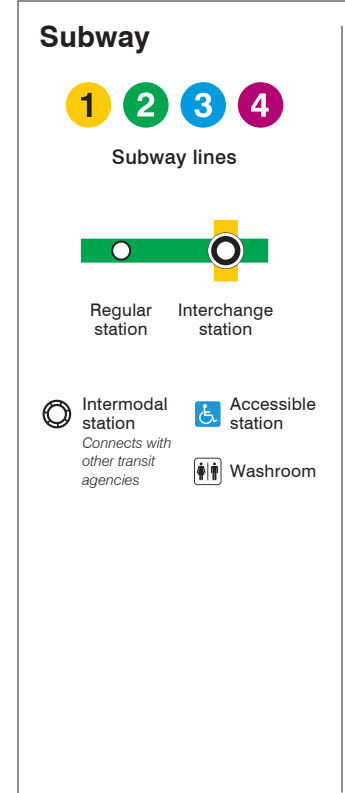 Subway
1 2 3 4
Subway lines
Regular
station
Interchange
station
Intermodal
station
Connects with
other transit
agencies
Accessible
station
Washroom